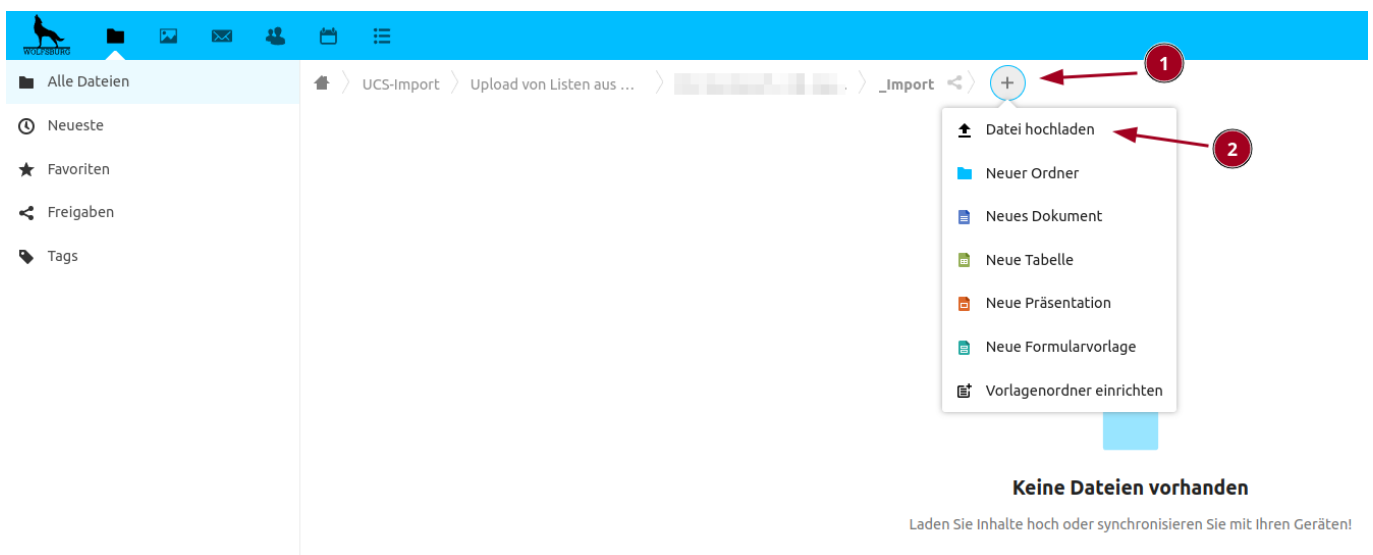 WOLFSBURG
Alle Dateien
Neueste
Favoriten
Freigaben
Tags
UCS-Import Upload von Listen aus ... _Import +
1
Datei hochladen
2
Neuer Ordner
Neues Dokument
Neue Tabelle
Neue Präsentation
Neue Formularvorlage
Vorlagenordner einrichten
Keine Dateien vorhanden
Laden Sie Inhalte hoch oder synchronisieren Sie mit Ihren Geräten!